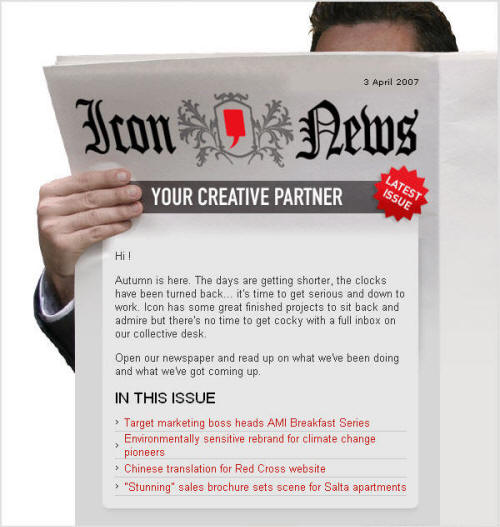 3 April 2007
Icon News
YOUR CREATIVE PARTNER
LATEST
ISSUE
Hi !
Autumn is here. The days are getting shorter, the clocks
have been turned back... it's time to get serious and down to
work. Icon has some great finished projects to sit back and
admire but there's no time to get cocky with a full inbox on
our collective desk.
Open our newspaper and read up on what we've been doing
and what we've got coming up.
IN THIS ISSUE
› Target marketing boss heads AMI Breakfast Series
› Environmentally sensitive rebrand for climate change
pioneers
› Chinese translation for Red Cross website
› "Stunning" sales brochure sets scene for Salta apartments